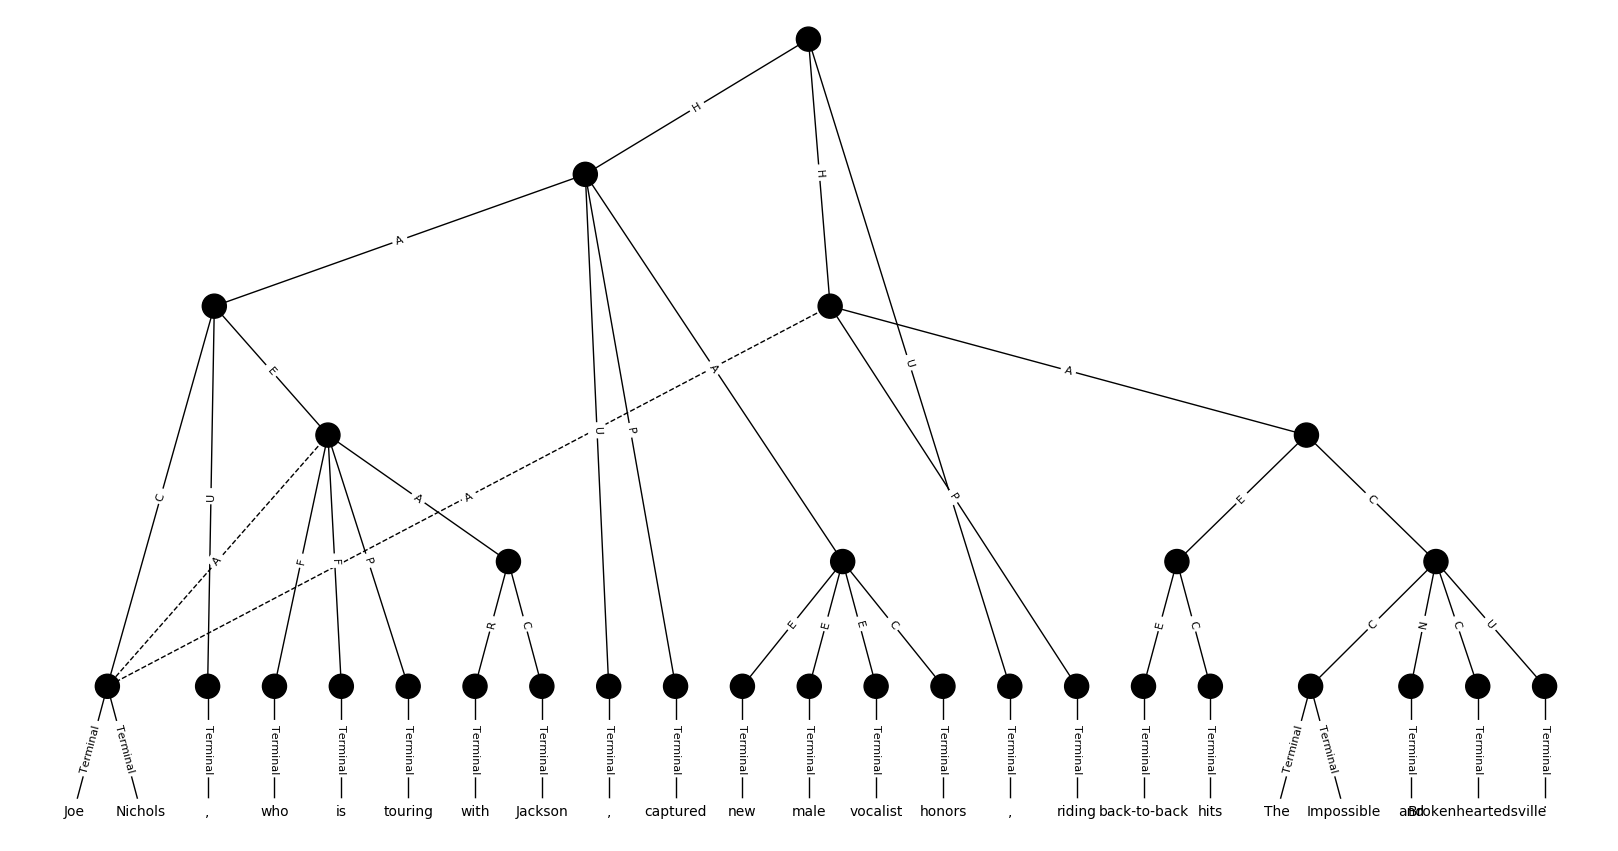 H
H
A
E
A
U
A
U
P
A
C
U
P
E
C
A
A
A
F
F
P
R
C
E
E
E
C
E
C
C
N
C
U
Terminal Terminal Terminal Terminal Terminal Terminal Terminal Terminal Terminal Terminal Terminal Terminal Terminal Terminal Terminal Terminal Terminal Terminal Terminal Terminal Terminal Terminal Terminal
Joe Nichols , who is touring with Jackson , captured new male vocalist honors , riding back-to-back hits The Impossible and Brokenheartedsville